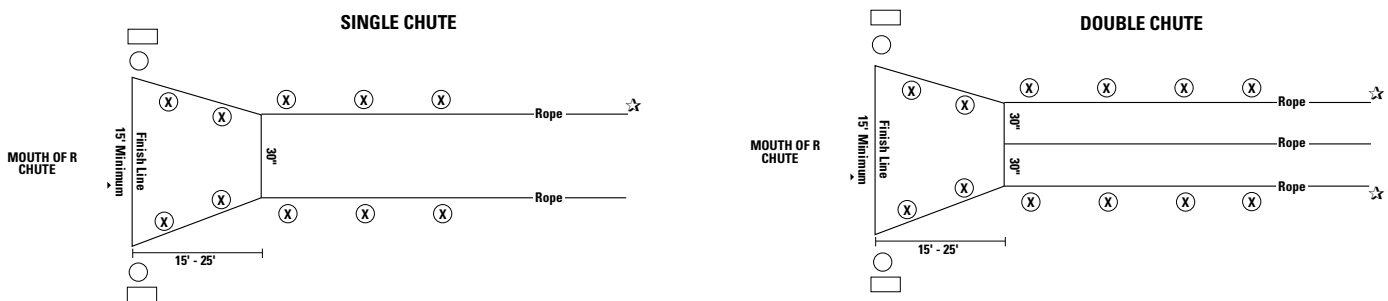 SINGLE CHUTE
X
X
X
X
X
Rope
MOUTH OF R
CHUTE
15' Minimum
Finish Line
30"
X
X
X
X
X
Rope
15' - 25'
DOUBLE CHUTE
X
X
X
X
X
X
Rope
30"
MOUTH OF R
CHUTE
15' Minimum
Finish Line
Rope
30"
X
X
X
X
X
X
Rope
15' - 25'